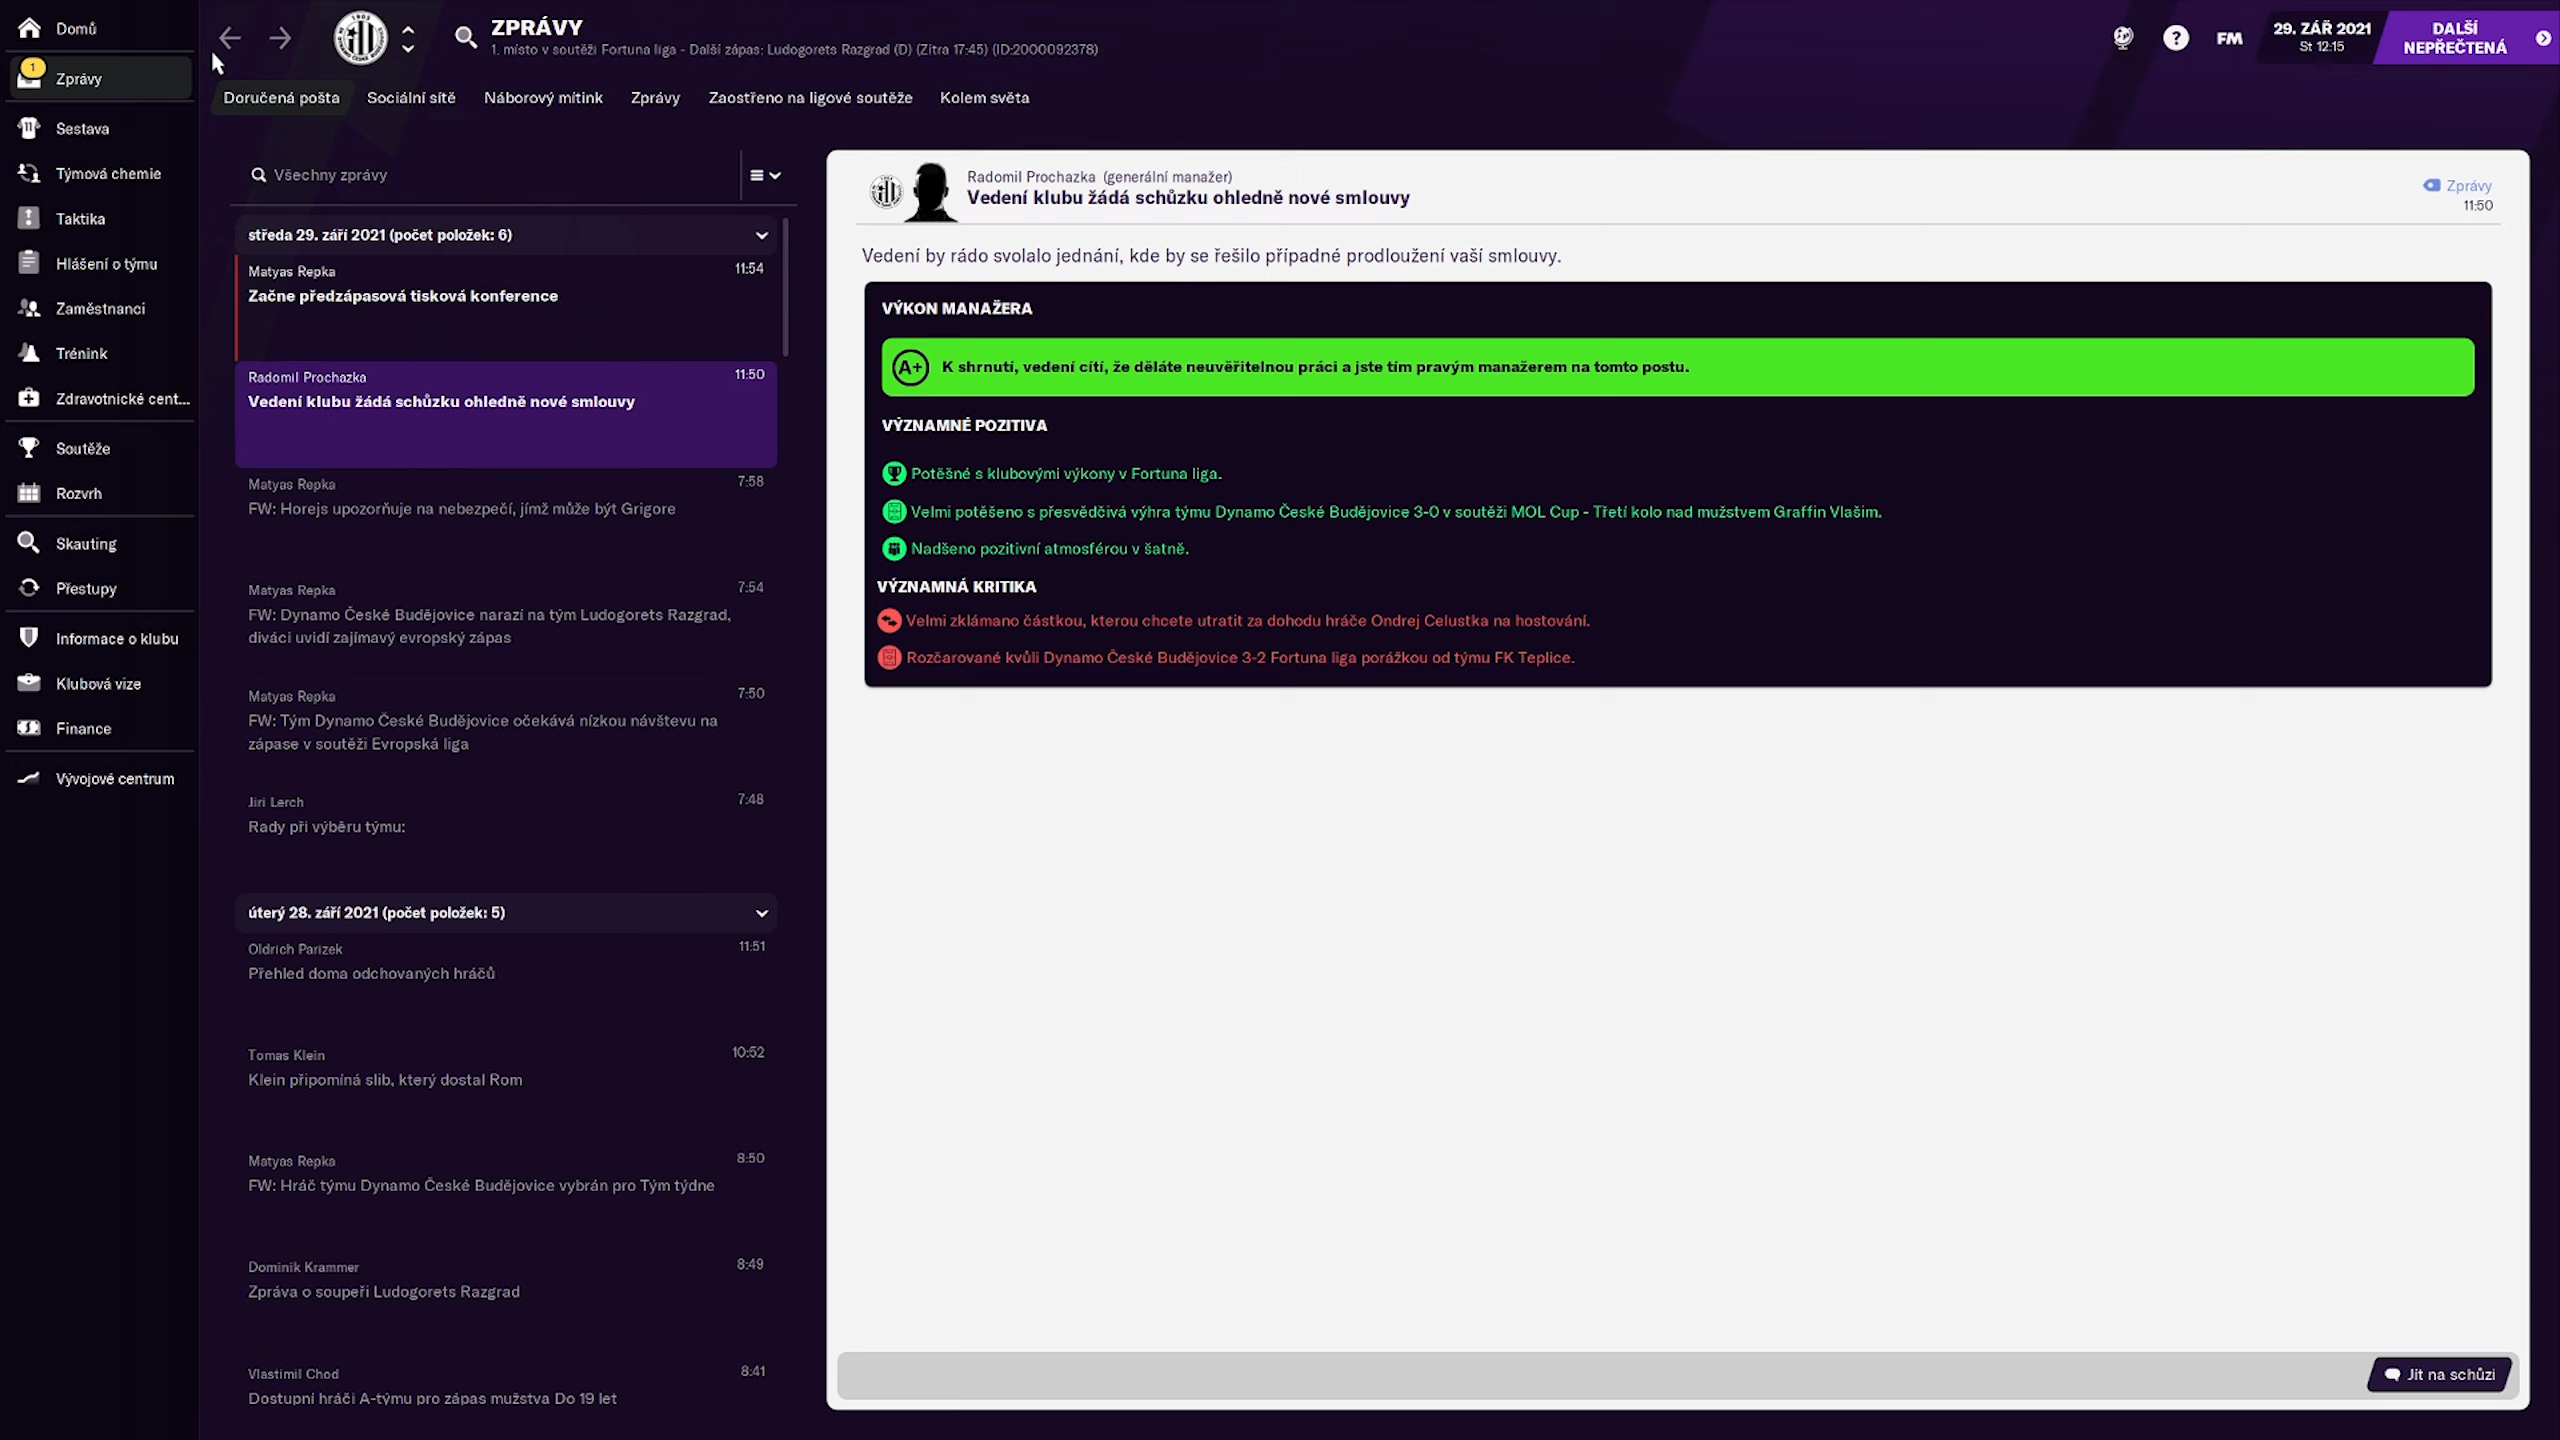 Domů
1
Zprávy
Sestava
Týmová chemie
Taktika
Hlášení o týmu
Zaměstnanci
Trénink
Zdravotnické cent...
Soutěže
Rozvrh
Skauting
Přestupy
Informace o klubu
Klubová vize
Finance
Vývojové centrum
ZPRÁVY
1. místo v soutěži Fortuna liga - Další zápas: Ludogorets Razgrad (D) (Zítra 17:45) (ID:2000092378)
?
FM
29. ZÁŘ 2021
St 12:15
DALŠÍ
NEPŘEČTENÁ
Doručená pošta
Sociální sítě
Náborový mítink
Zprávy
Zaostřeno na ligové soutěže
Kolem světa
Všechny zprávy
středa 29. září 2021 (počet položek: 6)
Matyas Repka 11:54
Začne předzápasová tisková konference
Radomil Prochazka 11:50
Vedení klubu žádá schůzku ohledně nové smlouvy
Matyas Repka 7:58
FW: Horejs upozorňuje na nebezpečí, jímž může být Grigore
Matyas Repka 7:54
FW: Dynamo České Budějovice narazí na tým Ludogorets Razgrad,
diváci uvidí zajímavý evropský zápas
Matyas Repka 7:50
FW: Tým Dynamo České Budějovice očekává nízkou návštevu na
zápase v soutěži Evropská liga
Jiri Lerch 7:48
Rady při výběru týmu:
úterý 28. září 2021 (počet položek: 5)
Oldrich Parizek 11:51
Přehled doma odchovaných hráčů
Tomas Klein 10:52
Klein připomíná slib, který dostal Rom
Matyas Repka 8:50
FW: Hráč týmu Dynamo České Budějovice vybrán pro Tým týdne
Dominik Krammer 8:49
Zpráva o soupeři Ludogorets Razgrad
Vlastimil Chod 8:41
Dostupní hráči A-týmu pro zápas mužstva Do 19 let
Radomil Prochazka (generální manažer)
Vedení klubu žádá schůzku ohledně nové smlouvy
Zprávy
11:50
Vedení by rádo svolalo jednání, kde by se řešilo případné prodloužení vaší smlouvy.
VÝKON MANAŽERA
A+ K shrnutí, vedení cítí, že děláte neuvěřitelnou práci a jste tím pravým manažerem na tomto postu.
VÝZNAMNÉ POZITIVA
Potěšné s klubovými výkony v Fortuna liga.
Velmi potěšeno s přesvědčivá výhra týmu Dynamo České Budějovice 3-0 v soutěži MOL Cup - Třetí kolo nad mužstvem Graffin Vlašim.
Nadšeno pozitivní atmosférou v šatně.
VÝZNAMNÁ KRITIKA
Velmi zklámano částkou, kterou chcete utratit za dohodu hráče Ondrej Celustka na hostování.
Rozčarované kvůli Dynamo České Budějovice 3-2 Fortuna liga porážkou od týmu FK Teplice.
Jít na schůzi